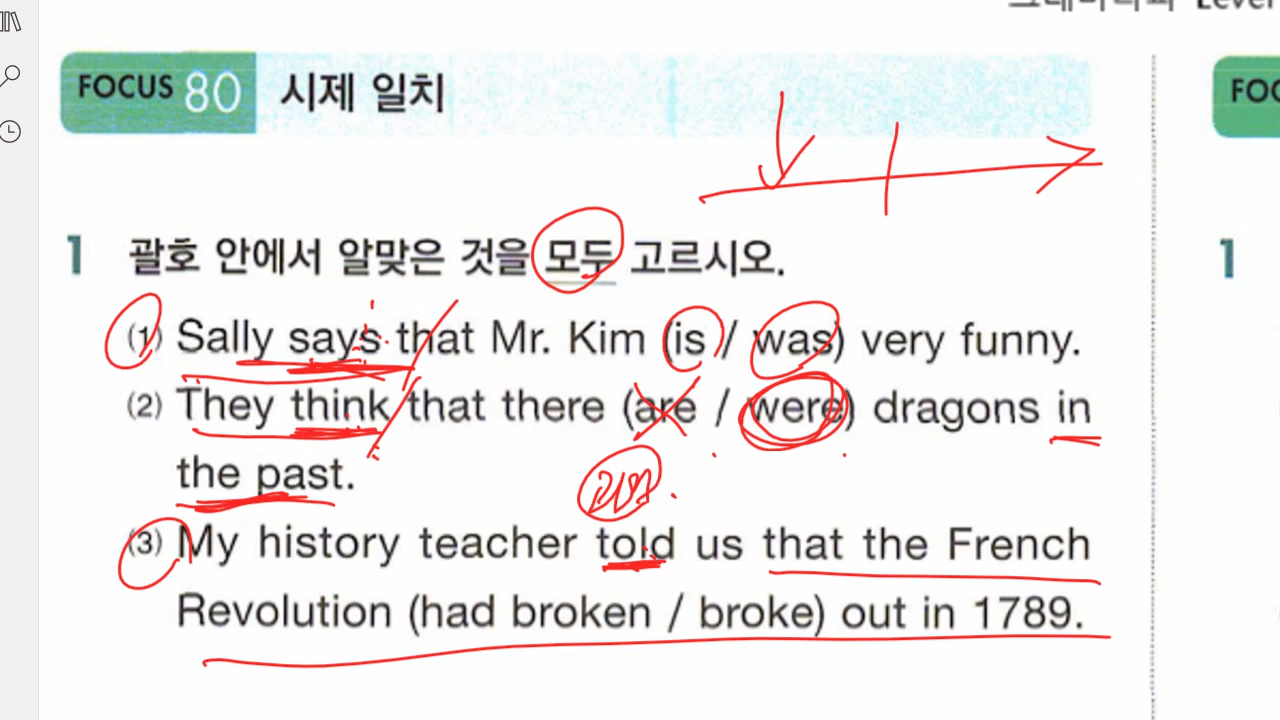 FOCUS 80 시제 일치
FOC
1 괄호 안에서 알맞은 것을 모두 고르시오.
1
(1) Sally says that Mr. Kim (is / was) very funny.
(2) They think that there (are / were) dragons in
the past.
(3) My history teacher told us that the French
Revolution (had broken / broke) out in 1789.